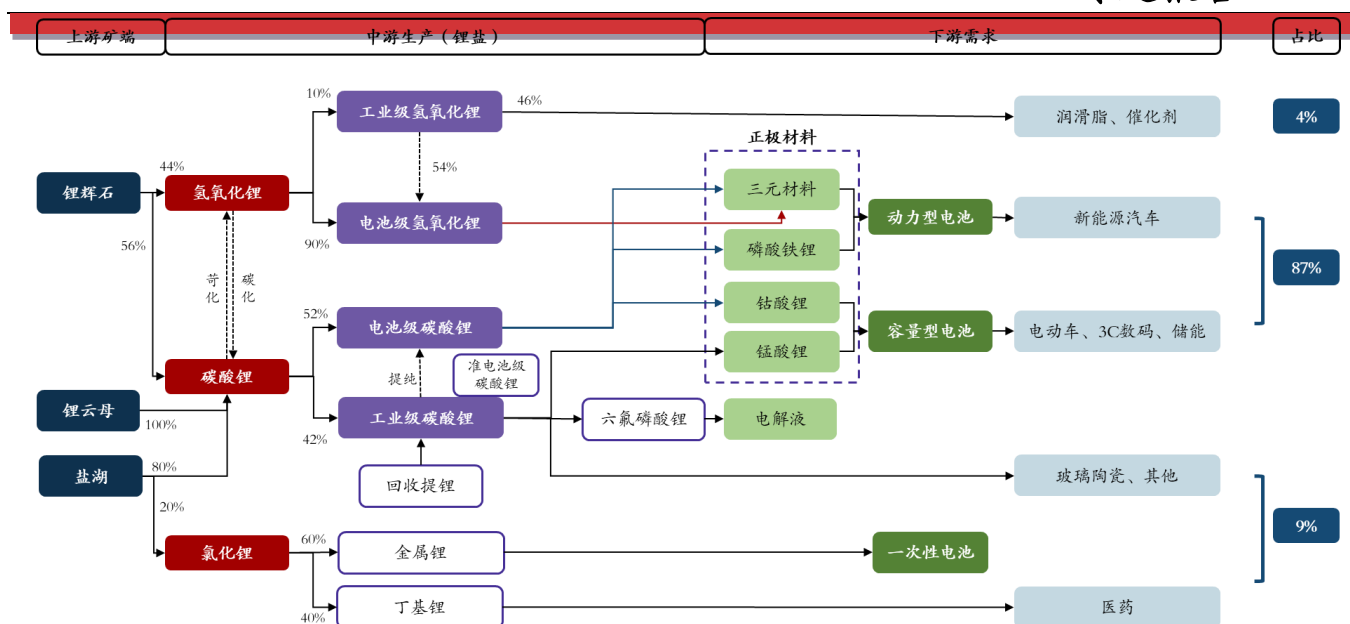 上游矿端
中游生产（锂盐）
下游需求
占比
10%
工业级氢氧化锂
46%
润滑脂、催化剂
4%
正极材料
54%
44%
锂辉石
氢氧化锂
三元材料
56%
90%
电池级氢氧化锂
动力型电池
新能源汽车
磷酸铁锂
87%
苛化
碳化
钴酸锂
52%
电池级碳酸锂
容量型电池
电动车、3C数码、储能
锰酸锂
碳酸锂
提纯
准电池级
碳酸锂
锂云母
100%
42%
工业级碳酸锂
六氟磷酸锂
电解液
盐湖
80%
20%
回收提锂
玻璃陶瓷、其他
9%
氯化锂
60%
金属锂
一次性电池
40%
丁基锂
医药